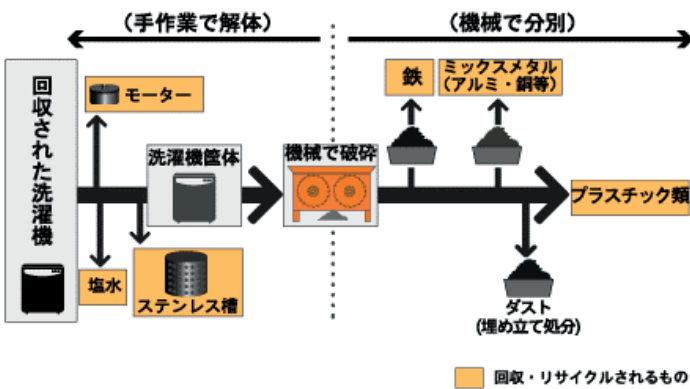 (手作業で解体)
(機械で分別)
回収された洗濯機
モーター
塩水
ステンレス槽
洗濯機筐体
機械で破砕
鉄
ミックスメタル
(アルミ・銅等)
プラスチック類
ダスト
(埋め立て処分)
回収・リサイクルされるもの